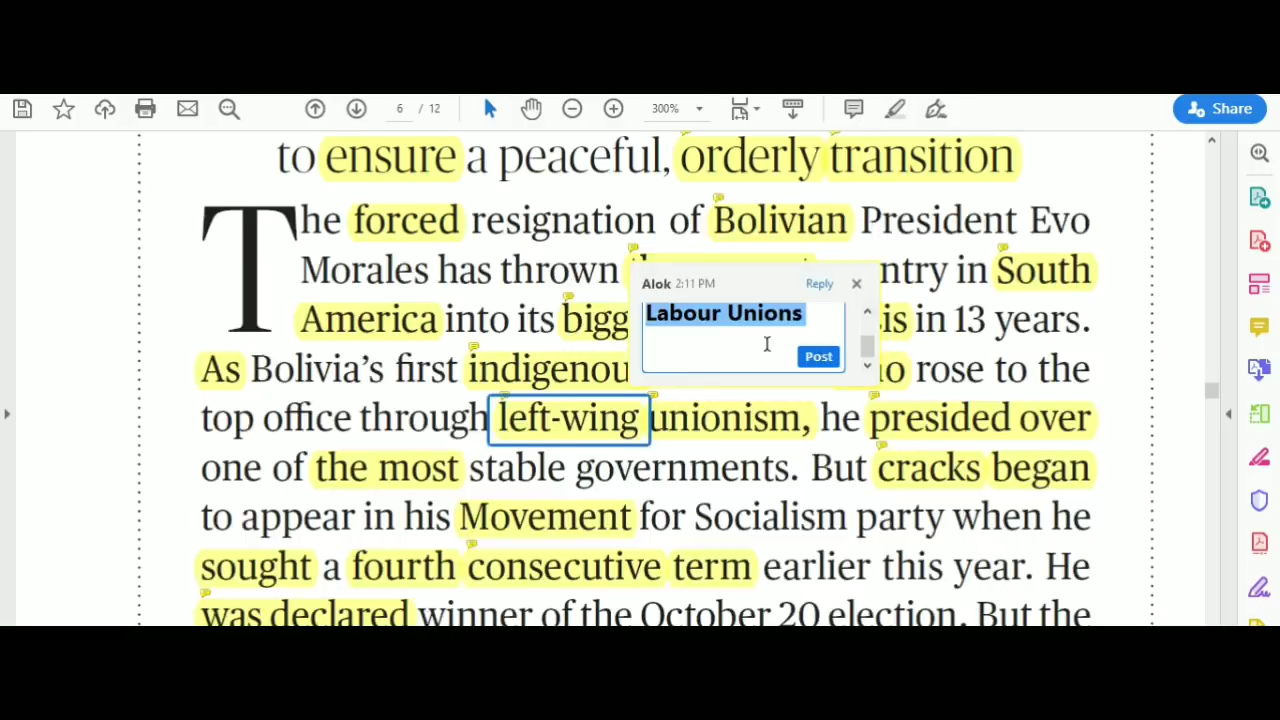 6 / 12
300%
Share
to ensure a peaceful, orderly transition
The forced resignation of Bolivian President Evo
Morales has thrown ntry in South
America into its bigg is in 13 years.
As Bolivia's first indigenou o rose to the
top office through left-wing unionism, he presided over
one of the most stable governments. But cracks began
to appear in his Movement for Socialism party when he
sought a fourth consecutive term earlier this year. He
was declared winner of the October 20 election. But the
Alok 2:11 PM Reply
Labour Unions
Post